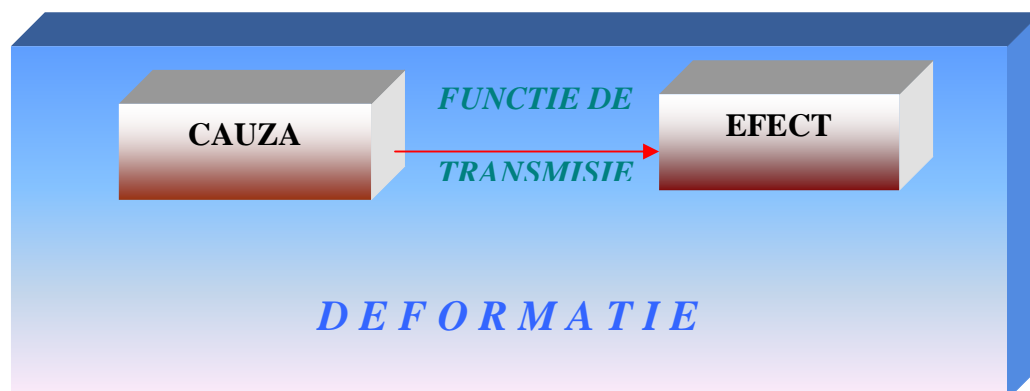 FUNCTIE DE
CAUZA
EFECT
TRANSMISIE
D E F O R M A T I E